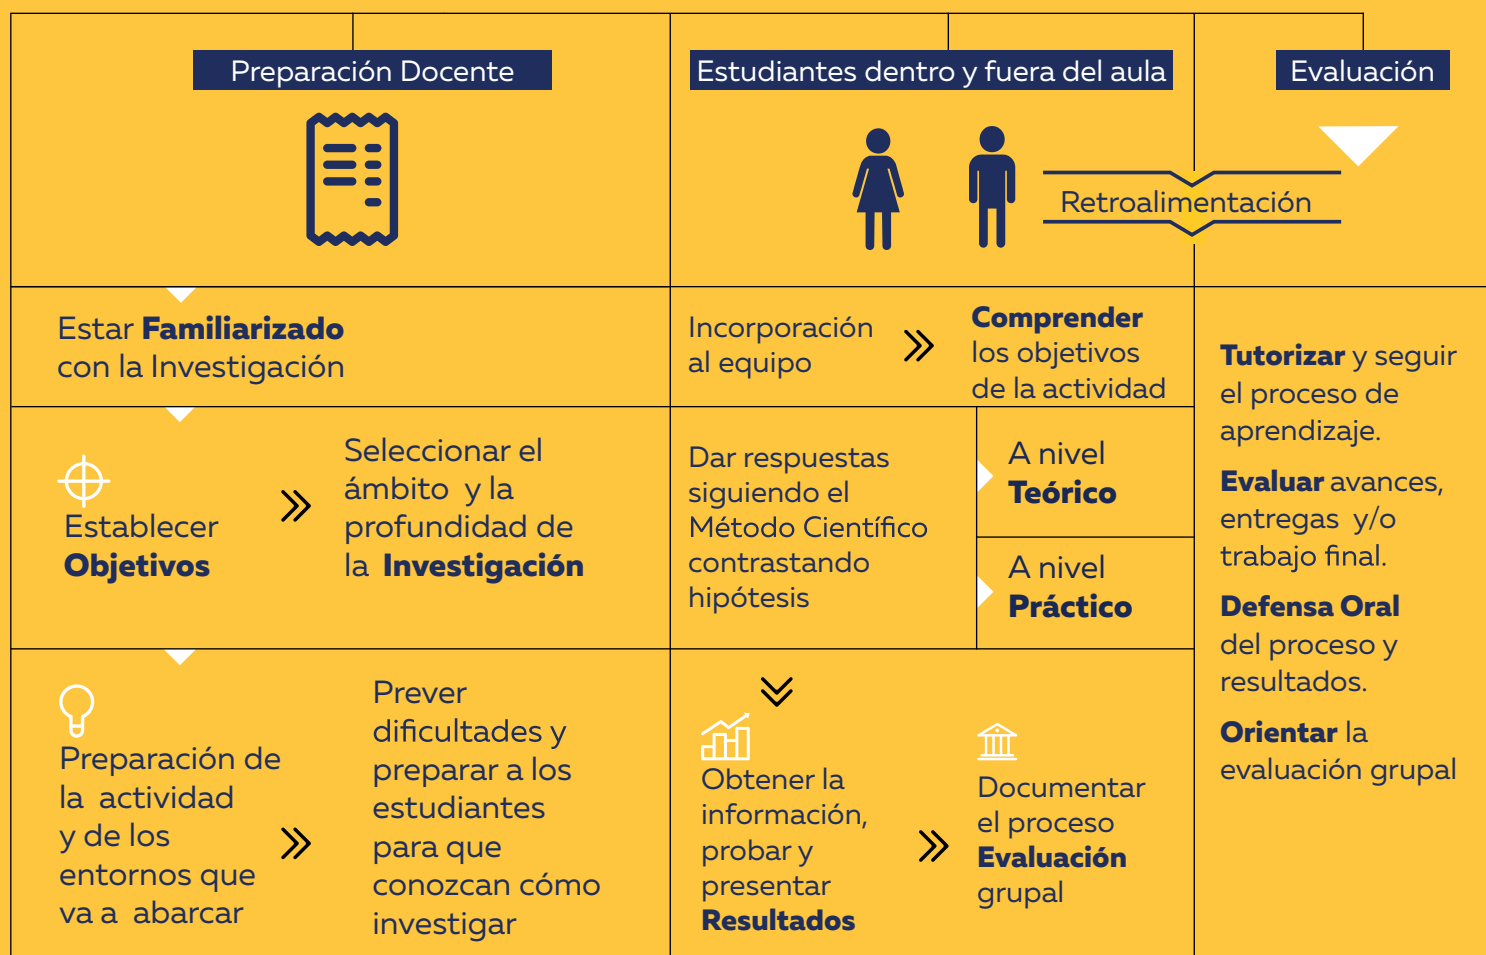 Preparación Docente
Estudiantes dentro y fuera del aula
Evaluación
Retroalimentación
Estar Familiarizado
con la Investigación
Establecer
Objetivos
Seleccionar el
ámbito y la
profundidad de
la Investigación
Preparación de
la actividad
y de los
entornos que
va a abarcar
Prever
dificultades y
preparar a los
estudiantes
para que
conozcan cómo
investigar
Incorporación
al equipo
Comprender
los objetivos
de la actividad
Dar respuestas
siguiendo el
Método Científico
contrastando
hipótesis
A nivel
Teórico
A nivel
Práctico
Obtener la
información,
probar y
presentar
Resultados
Documentar
el proceso
Evaluación
grupal
Tutorizar y seguir
el proceso de
aprendizaje.
Evaluar avances,
entregas y/o
trabajo final.
Defensa Oral
del proceso y
resultados.
Orientar la
evaluación grupal